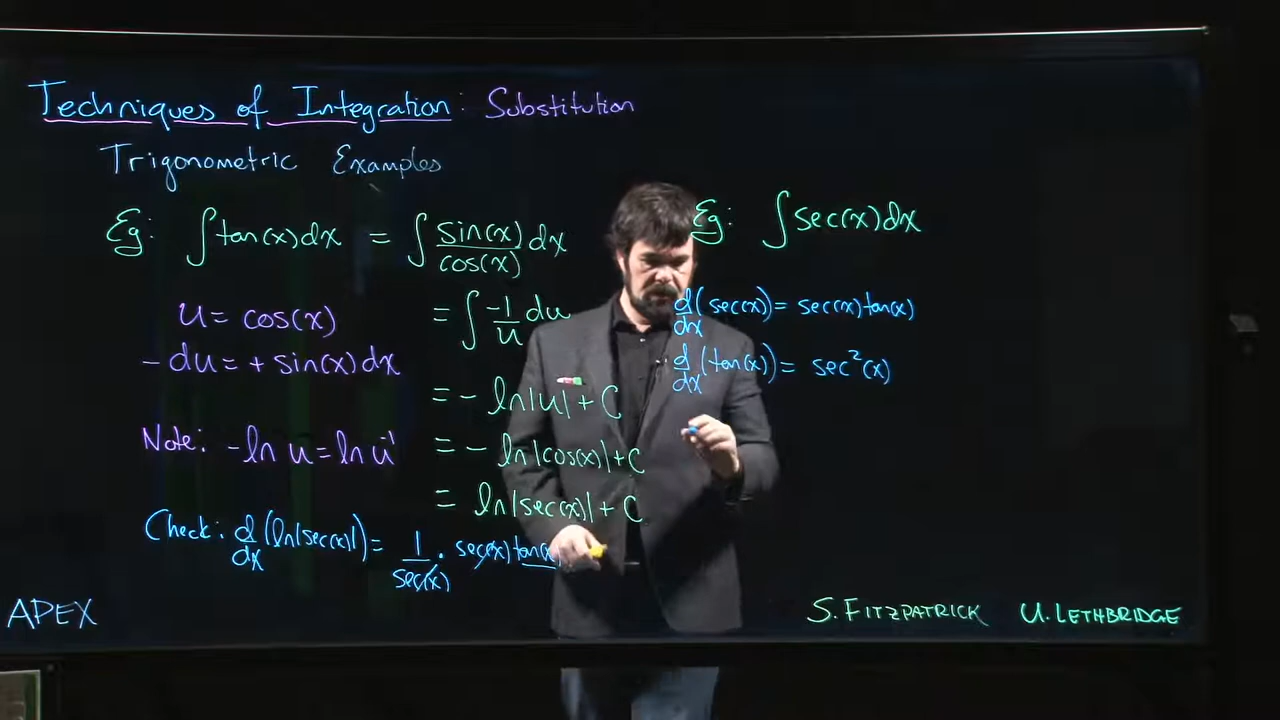 Techniques of Integration: Substitution
Trigonometric Examples
Eg: ∫tan(x)dx = ∫ sin(x)/cos(x) dx
u = cos(x)
= ∫ -1/u du
-du = + sin(x)dx
= - ln|u| + C
Note: -ln u = ln u⁻¹
= - ln|cos(x)| + C
= ln|sec(x)| + C
Check: d/dx (ln|sec(x)|) = 1/sec(x) · sec(x) tan(x
Eg: ∫sec(x)dx
d/dx (sec(x)) = sec(x)tan(x)
d/dx (tan(x)) = sec²(x)
APEX
S. FITZPATRICK U. LETHBRIDGE